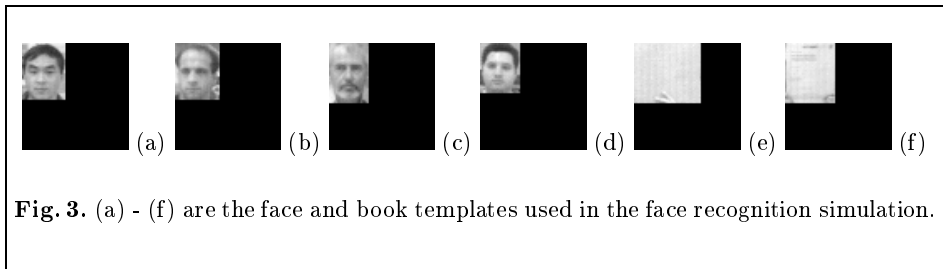 (a) (b) (c) (d) (e) (f)
Fig. 3. (a) - (f) are the face and book templates used in the face recognition simulation.